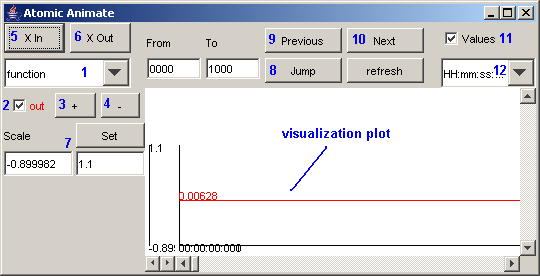 Atomic Animate
5 X In 6 X Out From To 9 Previous 10 Next Values 11
function 1 0000 1000 8 Jump refresh HH:mm:ss:... 12
2 out 3 + 4 -
Scale 7 Set
-0.899982 1.1
visualization plot
1.1
0.00628
00:00:00:000